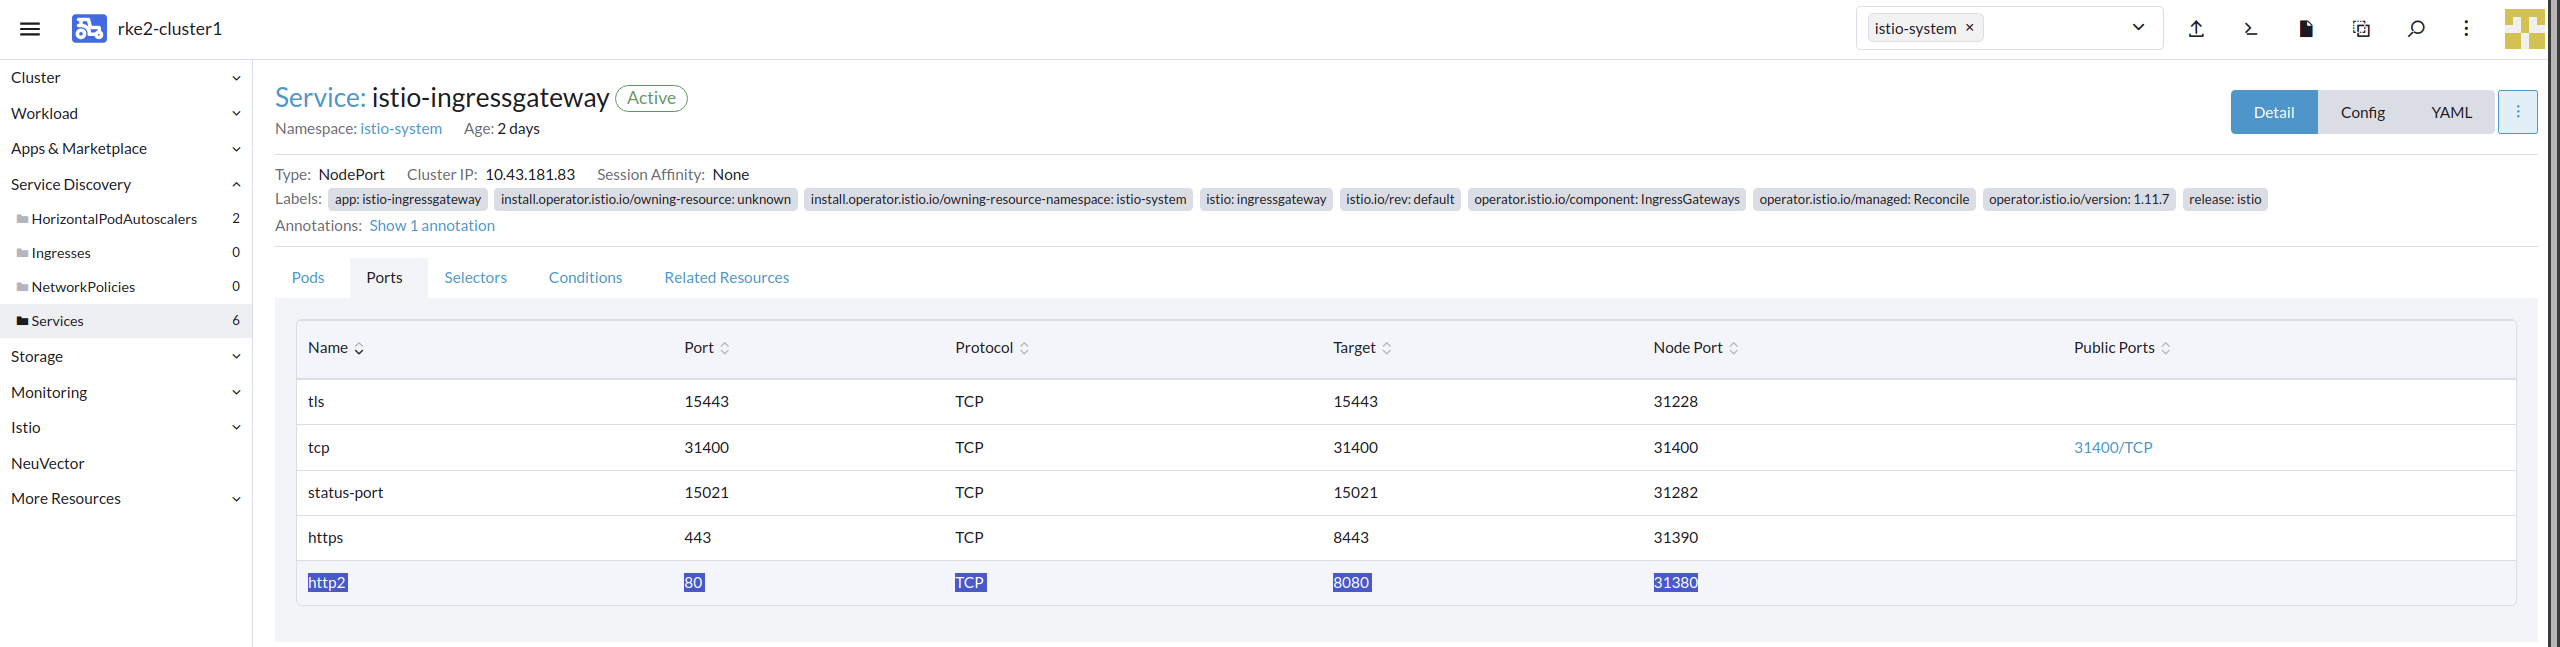 rke2-cluster1
istio-system ×
Cluster
Workload
Apps & Marketplace
Service Discovery
HorizontalPodAutoscalers 2
Ingresses 0
NetworkPolicies 0
Services 6
Storage
Monitoring
Istio
NeuVector
More Resources
Service: istio-ingressgateway Active
Namespace: istio-system Age: 2 days
Detail Config YAML
Type: NodePort Cluster IP: 10.43.181.83 Session Affinity: None
Labels: app: istio-ingressgateway install.operator.istio.io/owning-resource: unknown install.operator.istio.io/owning-resource-namespace: istio-system istio: ingressgateway istio.io/rev: default operator.istio.io/component: IngressGateways operator.istio.io/managed: Reconcile operator.istio.io/version: 1.11.7 release: istio
Annotations: Show 1 annotation
Pods Ports Selectors Conditions Related Resources
Name Port Protocol Target Node Port Public Ports
tls 15443 TCP 15443 31228
tcp 31400 TCP 31400 31400 31400/TCP
status-port 15021 TCP 15021 31282
https 443 TCP 8443 31390
http2 80 TCP 8080 31380